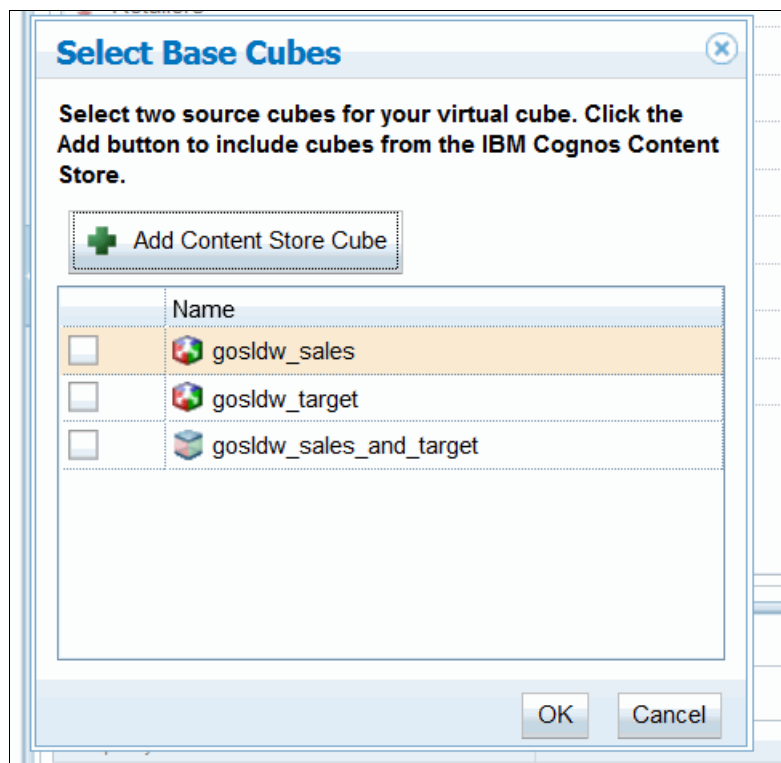 Select Base Cubes
Select two source cubes for your virtual cube. Click the
Add button to include cubes from the IBM Cognos Content
Store.
Add Content Store Cube
Name
gosldw_sales
gosldw_target
gosldw_sales_and_target
OK
Cancel